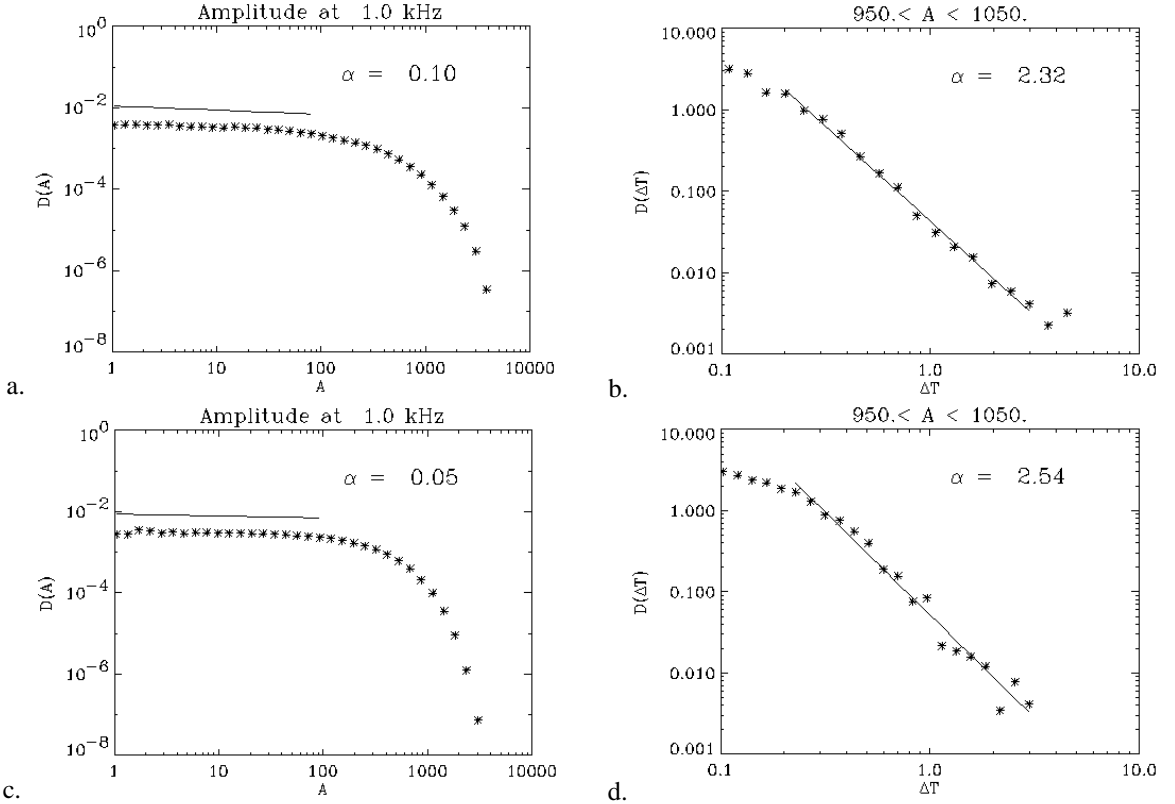 Amplitude at 1.0 kHz
α = 0.10
10^0
10^-2
10^-4
10^-6
10^-8
D(A)
1 10 100 1000 10000
A
a.
950.< A < 1050.
α = 2.32
10.000
1.000
0.100
0.010
0.001
D(ΔT)
0.1 1.0 10.0
ΔT
b.
Amplitude at 1.0 kHz
α = 0.05
10^0
10^-2
10^-4
10^-6
10^-8
D(A)
1 10 100 1000 10000
A
c.
950.< A < 1050.
α = 2.54
10.000
1.000
0.100
0.010
0.001
D(ΔT)
0.1 1.0 10.0
ΔT
d.